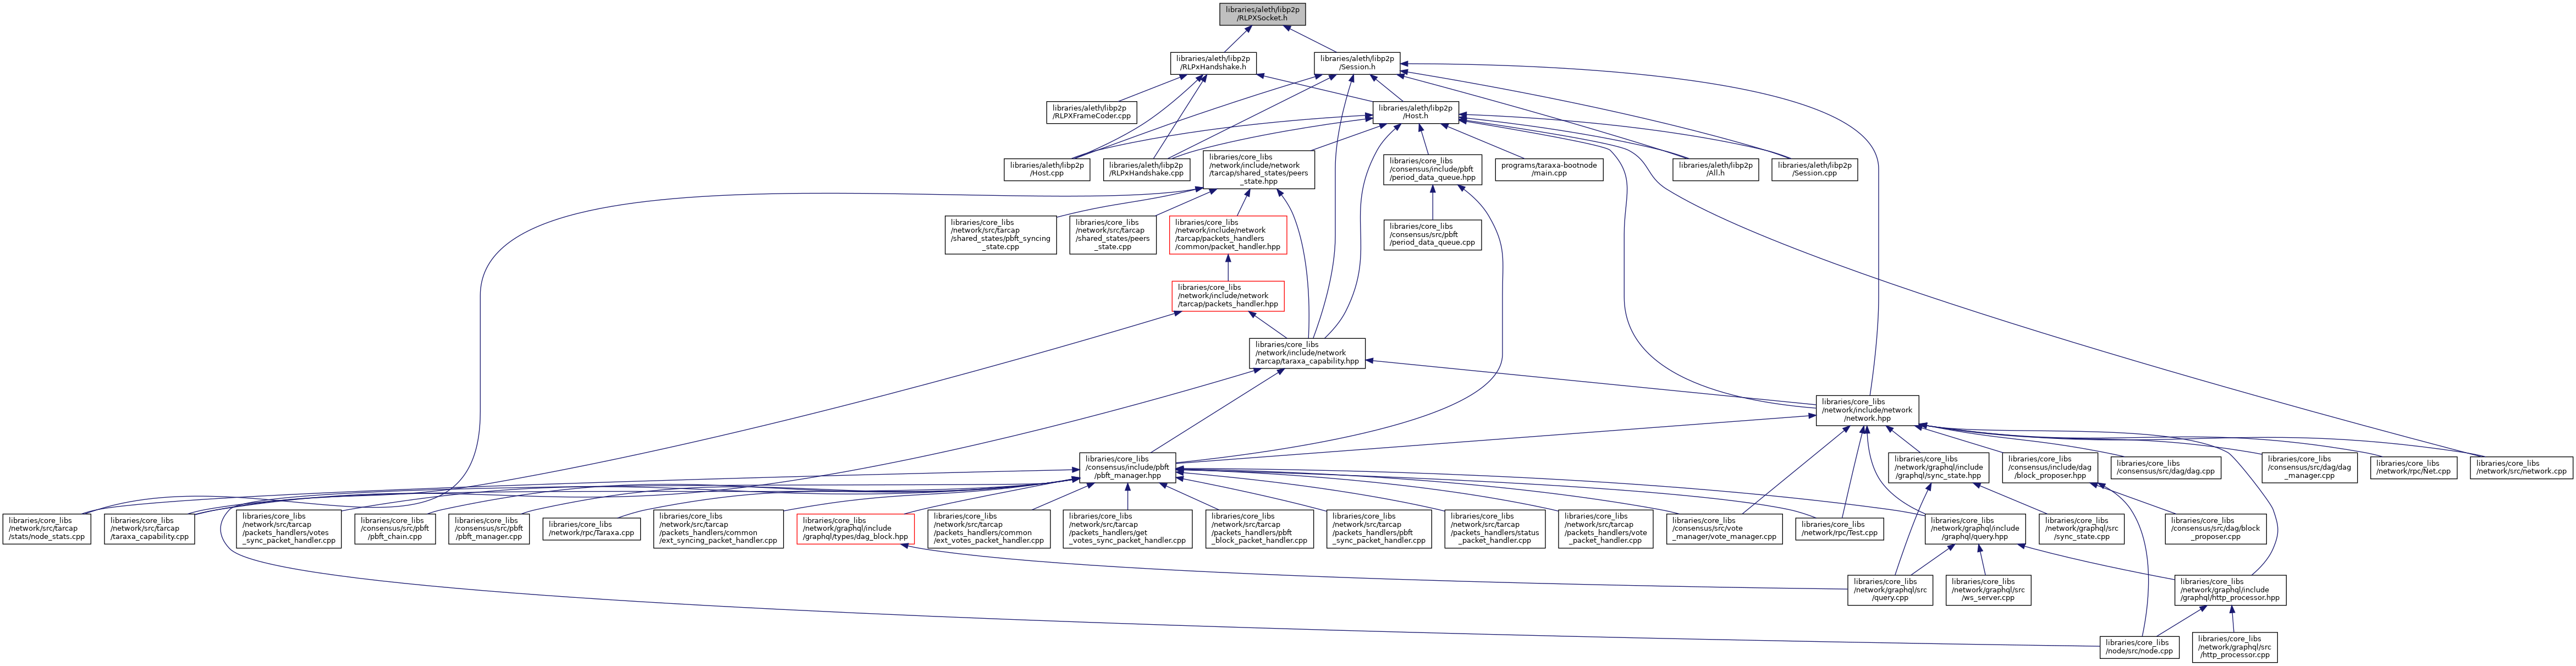 libraries/aleth/libp2p
/RLPXSocket.h
libraries/aleth/libp2p
/RLPxHandshake.h
libraries/aleth/libp2p
/Session.h
libraries/aleth/libp2p
/RLPXFrameCoder.cpp
libraries/aleth/libp2p
/Host.h
libraries/aleth/libp2p
/Host.cpp
libraries/aleth/libp2p
/RLPxHandshake.cpp
libraries/core_libs
/network/include/network
/tarcap/shared_states/peers
_state.hpp
libraries/core_libs
/consensus/include/pbft
/period_data_queue.hpp
programs/taraxa-bootnode
/main.cpp
libraries/aleth/libp2p
/All.h
libraries/aleth/libp2p
/Session.cpp
libraries/core_libs
/network/src/tarcap
/shared_states/pbft_syncing
_state.cpp
libraries/core_libs
/network/src/tarcap
/shared_states/peers
_state.cpp
libraries/core_libs
/network/include/network
/tarcap/packets_handlers
/common/packet_handler.hpp
libraries/core_libs
/consensus/src/pbft
/period_data_queue.cpp
libraries/core_libs
/network/include/network
/tarcap/packets_handler.hpp
libraries/core_libs
/network/include/network
/tarcap/taraxa_capability.hpp
libraries/core_libs
/network/include/network
/network.hpp
libraries/core_libs
/consensus/include/pbft
/pbft_manager.hpp
libraries/core_libs
/network/graphql/include
/graphql/sync_state.hpp
libraries/core_libs
/consensus/include/dag
/block_proposer.hpp
libraries/core_libs
/consensus/src/dag/dag.cpp
libraries/core_libs
/consensus/src/dag/dag
_manager.cpp
libraries/core_libs
/network/rpc/Net.cpp
libraries/core_libs
/network/src/network.cpp
libraries/core_libs
/network/src/tarcap
/stats/node_stats.cpp
libraries/core_libs
/network/src/tarcap
/taraxa_capability.cpp
libraries/core_libs
/network/src/tarcap
/packets_handlers/votes
_sync_packet_handler.cpp
libraries/core_libs
/consensus/src/pbft
/pbft_chain.cpp
libraries/core_libs
/consensus/src/pbft
/pbft_manager.cpp
libraries/core_libs
/network/rpc/Taraxa.cpp
libraries/core_libs
/network/src/tarcap
/packets_handlers/common
/ext_syncing_packet_handler.cpp
libraries/core_libs
/network/graphql/include
/graphql/types/dag_block.hpp
libraries/core_libs
/network/src/tarcap
/packets_handlers/common
/ext_votes_packet_handler.cpp
libraries/core_libs
/network/src/tarcap
/packets_handlers/get
_votes_sync_packet_handler.cpp
libraries/core_libs
/network/src/tarcap
/packets_handlers/pbft
_block_packet_handler.cpp
libraries/core_libs
/network/src/tarcap
/packets_handlers/pbft
_sync_packet_handler.cpp
libraries/core_libs
/network/src/tarcap
/packets_handlers/status
_packet_handler.cpp
libraries/core_libs
/network/src/tarcap
/packets_handlers/vote
_packet_handler.cpp
libraries/core_libs
/consensus/src/vote
_manager/vote_manager.cpp
libraries/core_libs
/network/rpc/Test.cpp
libraries/core_libs
/network/graphql/include
/graphql/query.hpp
libraries/core_libs
/network/graphql/src
/sync_state.cpp
libraries/core_libs
/consensus/src/dag/block
_proposer.cpp
libraries/core_libs
/network/graphql/src
/query.cpp
libraries/core_libs
/network/graphql/src
/ws_server.cpp
libraries/core_libs
/network/graphql/include
/graphql/http_processor.hpp
libraries/core_libs
/node/src/node.cpp
libraries/core_libs
/network/graphql/src
/http_processor.cpp